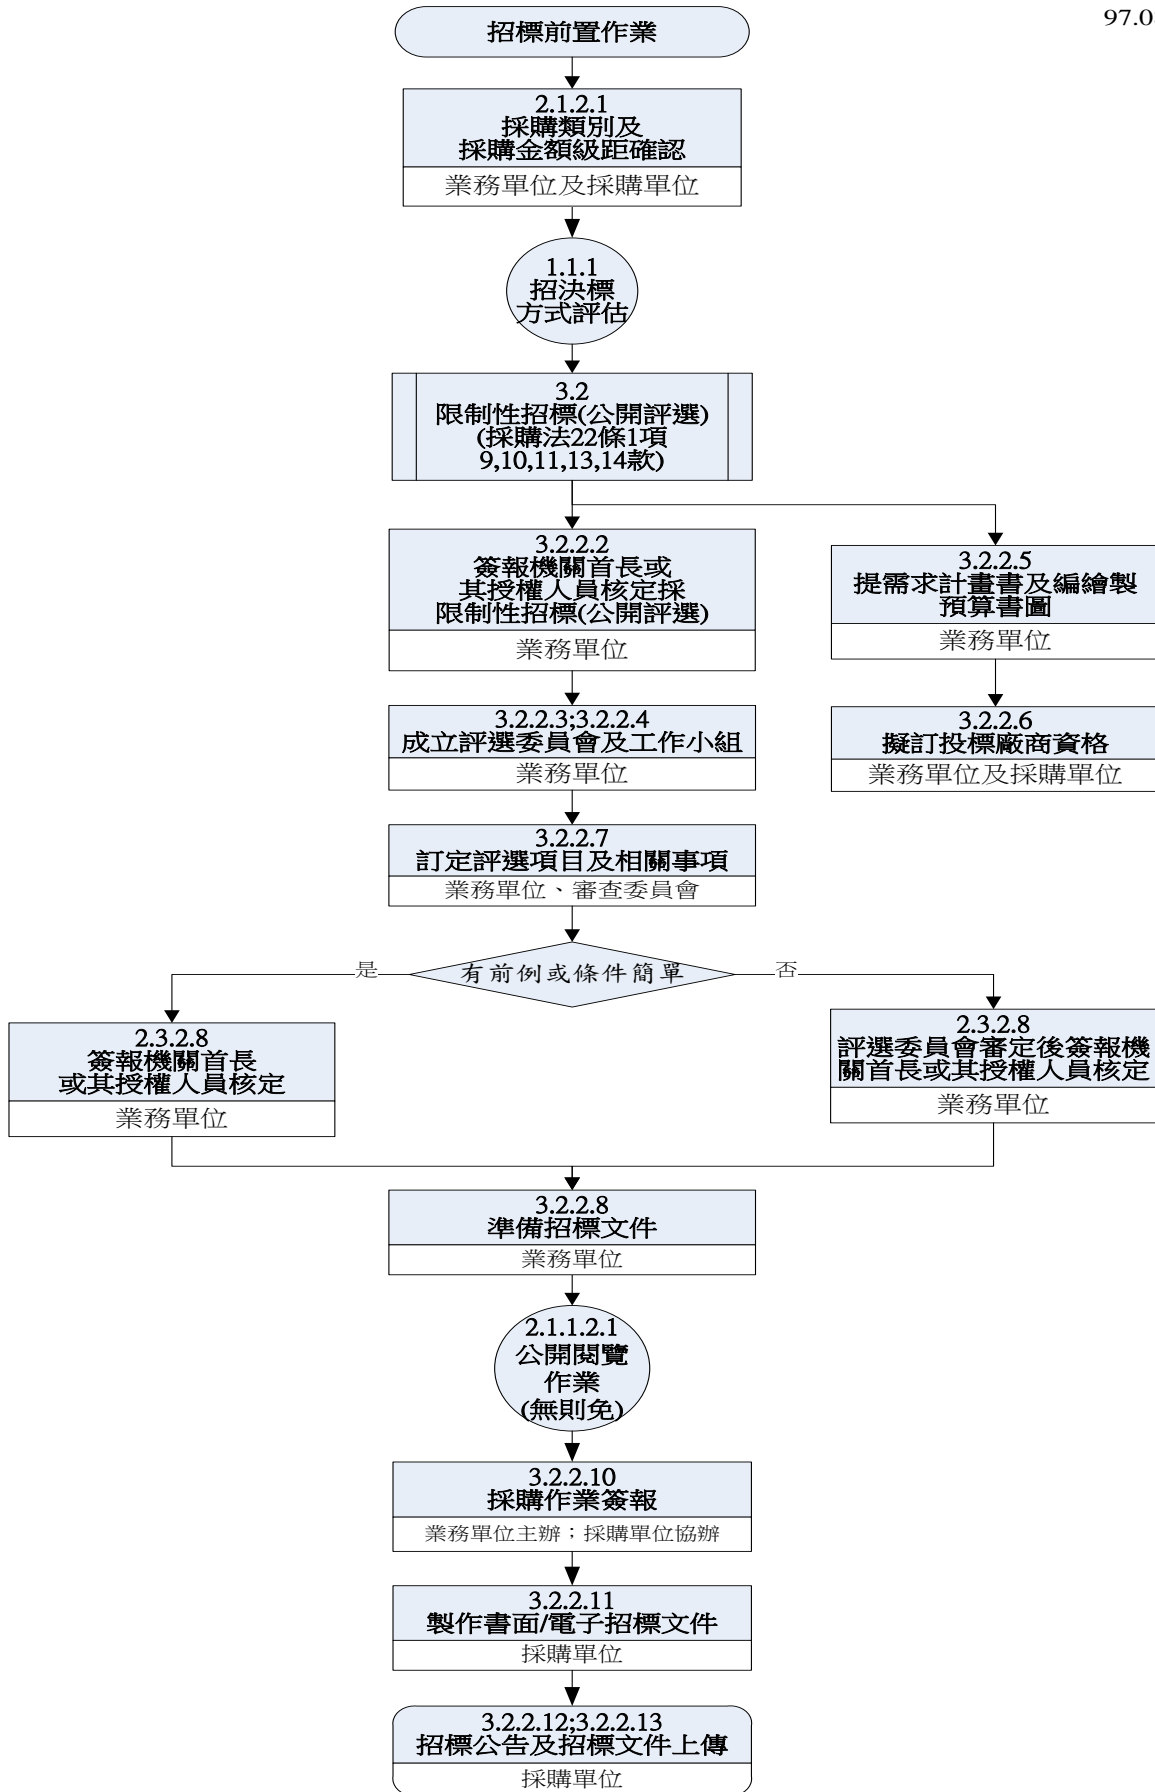 97.0
招標前置作業
2.1.2.1
採購類別及
採購金額級距確認
業務單位及採購單位
1.1.1
招決標
方式評估
3.2
限制性招標(公開評選)
(採購法22條1項
9,10,11,13,14款)
3.2.2.2
簽報機關首長或
其授權人員核定採
限制性招標(公開評選)
業務單位
3.2.2.5
提需求計畫書及編繪製
預算書圖
業務單位
3.2.2.3;3.2.2.4
成立評選委員會及工作小組
業務單位
3.2.2.6
擬訂投標廠商資格
業務單位及採購單位
3.2.2.7
訂定評選項目及相關事項
業務單位、審查委員會
有前例或條件簡單
是
否
2.3.2.8
簽報機關首長
或其授權人員核定
業務單位
2.3.2.8
評選委員會審定後簽報機
關首長或其授權人員核定
業務單位
3.2.2.8
準備招標文件
業務單位
2.1.1.2.1
公開閱覽
作業
(無則免)
3.2.2.10
採購作業簽報
業務單位主辦；採購單位協辦
3.2.2.11
製作書面/電子招標文件
採購單位
3.2.2.12;3.2.2.13
招標公告及招標文件上傳
採購單位